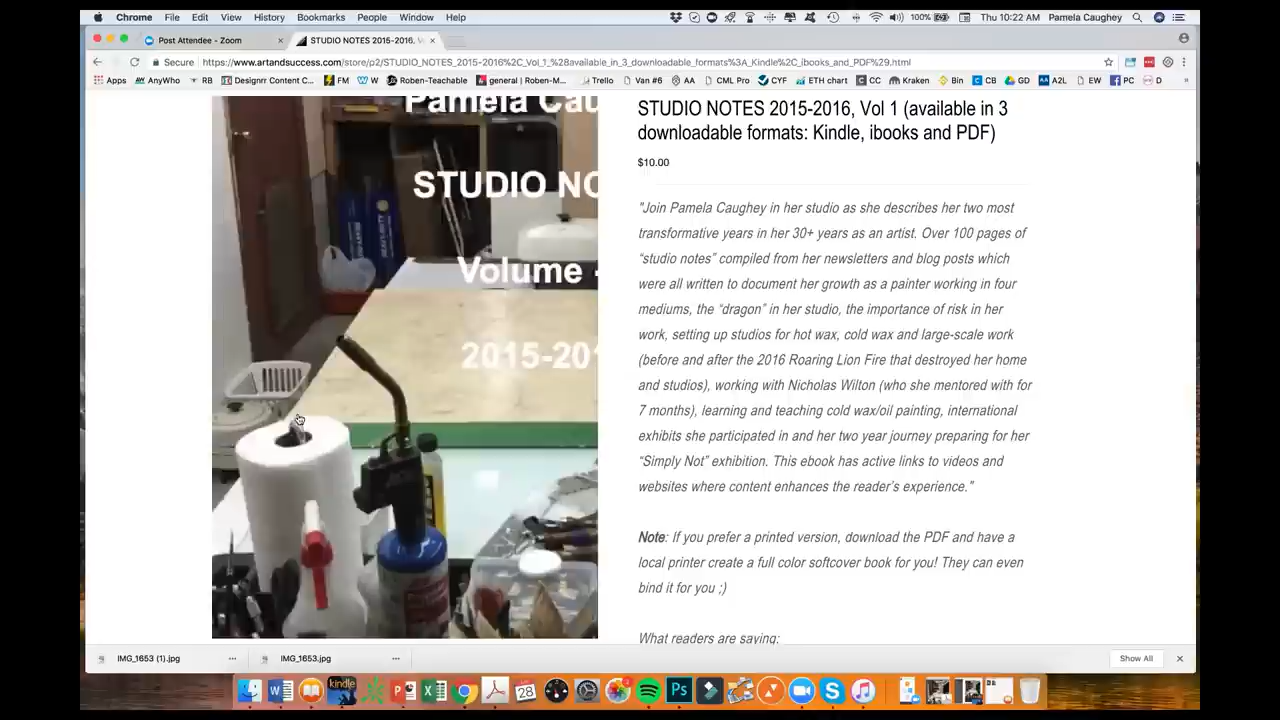 Chrome File Edit View History Bookmarks People Window Help 100% Thu 10:22 AM Pamela Caughey
Post Attendee - Zoom
STUDIO NOTES 2015-2016, V
Secure https://www.artandsuccess.com/store/p2/STUDIO_NOTES_2015-2016%2C_Vol_1_%28available_in_3_downloadable_formats%3A_Kindle%2C_ibooks_and_PDF%29.html
Apps AnyWho RB Designrr Content C... FM W Roben-Teachable general | Roben-M... Trello Van #6 AA CML Pro CYF ETH chart CC Kraken Bin CB GD A2L EW PC D
Pamela Cau
STUDIO NO
Volume -
2015-201
STUDIO NOTES 2015-2016, Vol 1 (available in 3
downloadable formats: Kindle, ibooks and PDF)
$10.00
"Join Pamela Caughey in her studio as she describes her two most
transformative years in her 30+ years as an artist. Over 100 pages of
“studio notes” compiled from her newsletters and blog posts which
were all written to document her growth as a painter working in four
mediums, the “dragon” in her studio, the importance of risk in her
work, setting up studios for hot wax, cold wax and large-scale work
(before and after the 2016 Roaring Lion Fire that destroyed her home
and studios), working with Nicholas Wilton (who she mentored with for
7 months), learning and teaching cold wax/oil painting, international
exhibits she participated in and her two year journey preparing for her
“Simply Not” exhibition. This ebook has active links to videos and
websites where content enhances the reader’s experience."
Note: If you prefer a printed version, download the PDF and have a
local printer create a full color softcover book for you! They can even
bind it for you ;)
What readers are saying:
IMG_1653 (1).jpg
IMG_1653.jpg
Show All
kindle
28
Ps